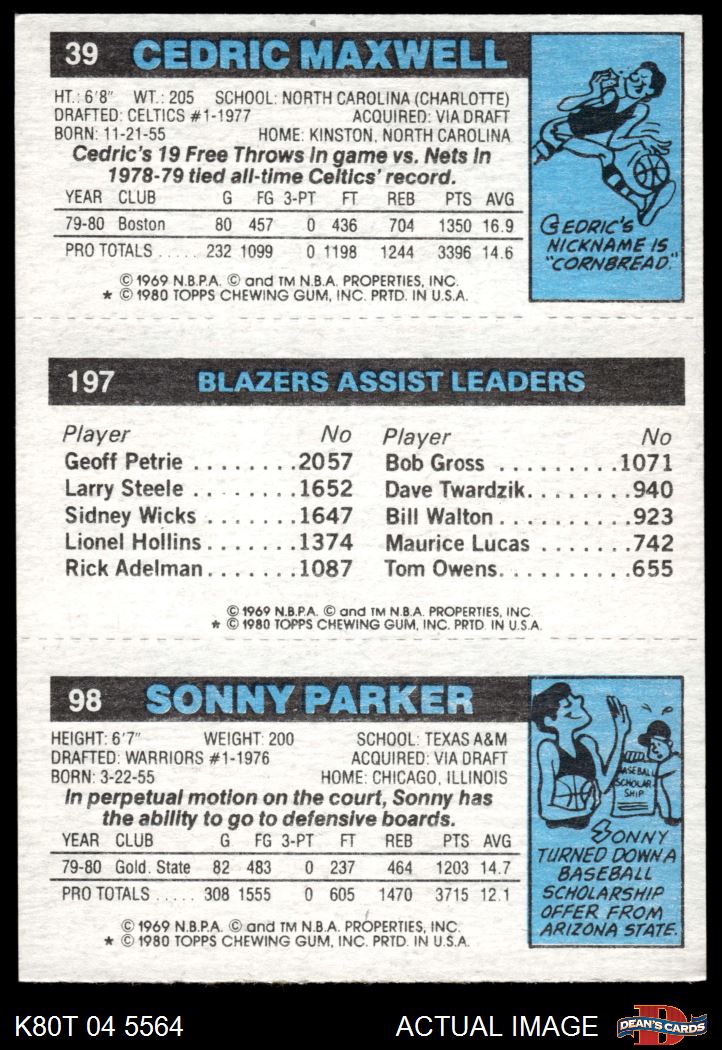 39 CEDRIC MAXWELL
HT.: 6'8" WT.: 205 SCHOOL: NORTH CAROLINA (CHARLOTTE)
DRAFTED: CELTICS #1-1977 ACQUIRED: VIA DRAFT
BORN: 11-21-55 HOME: KINSTON, NORTH CAROLINA
Cedric's 19 Free Throws in game vs. Nets in
1978-79 tied all-time Celtics' record.
YEAR CLUB G FG 3-PT FT REB PTS AVG
79-80 Boston 80 457 0 436 704 1350 16.9
PRO TOTALS ..... 232 1099 0 1198 1244 3396 14.6
© 1969 N.B.P.A. © and TM N.B.A. PROPERTIES, INC.
* © 1980 TOPPS CHEWING GUM, INC. PRTD. IN U.S.A.
CEDRIC'S
NICKNAME IS
"CORNBREAD."
197 BLAZERS ASSIST LEADERS
Player No Player No
Geoff Petrie ........2057 Bob Gross .........1071
Larry Steele ........1652 Dave Twardzik........940
Sidney Wicks .......1647 Bill Walton ..........923
Lionel Hollins.......1374 Maurice Lucas .......742
Rick Adelman.......1087 Tom Owens..........655
© 1969 N.B.P.A. © and TM N.B.A. PROPERTIES, INC.
* © 1980 TOPPS CHEWING GUM, INC. PRTD. IN U.S.A.
98 SONNY PARKER
HEIGHT: 6'7" WEIGHT: 200 SCHOOL: TEXAS A&M
DRAFTED: WARRIORS #1-1976 ACQUIRED: VIA DRAFT
BORN: 3-22-55 HOME: CHICAGO, ILLINOIS
In perpetual motion on the court, Sonny has
the ability to go to defensive boards.
YEAR CLUB G FG 3-PT FT REB PTS AVG
79-80 Gold. State 82 483 0 237 464 1203 14.7
PRO TOTALS ..... 308 1555 0 605 1470 3715 12.1
© 1969 N.B.P.A. © and TM N.B.A. PROPERTIES, INC.
* © 1980 TOPPS CHEWING GUM, INC. PRTD. IN U.S.A.
BASEBALL
SCHOLAR-
SHIP
SONNY
TURNED DOWN A
BASEBALL
SCHOLARSHIP
OFFER FROM
ARIZONA STATE.
K80T 04 5564 ACTUAL IMAGE D DEAN'S CARDS